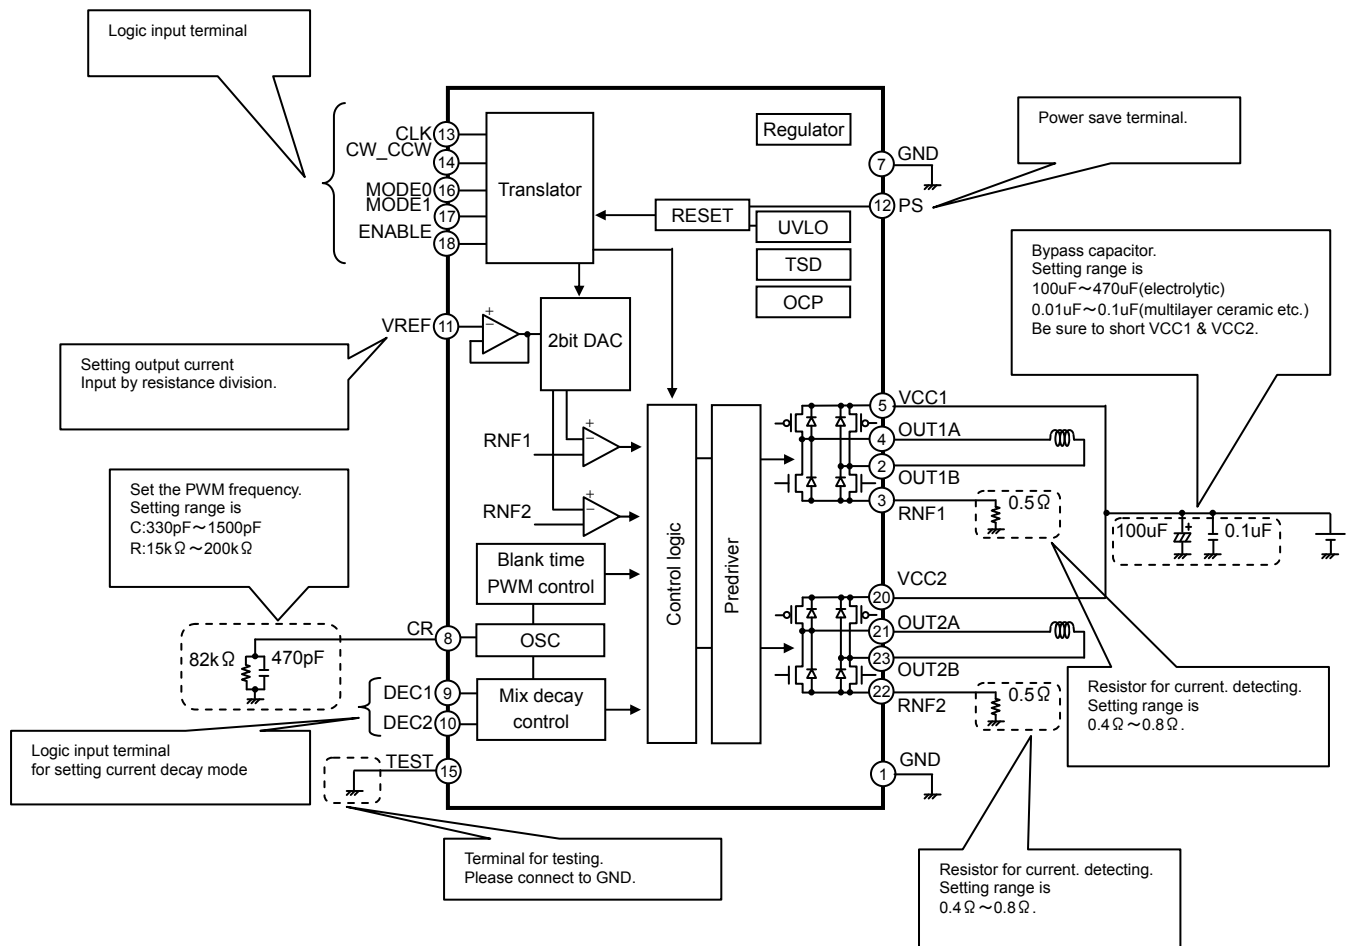 Logic input terminal
CLK 13
CW_CCW 14
MODE0 16
MODE1 17
ENABLE 18
Translator
Regulator
7 GND
12 PS
RESET
UVLO
TSD
OCP
Power save terminal.
Bypass capacitor.
Setting range is
100uF～470uF(electrolytic)
0.01uF～0.1uF(multilayer ceramic etc.)
Be sure to short VCC1 & VCC2.
VREF 11
+
−
2bit DAC
Setting output current
Input by resistance division.
RNF1
+
−
RNF2
+
−
Control logic
Predriver
5 VCC1
4 OUT1A
2 OUT1B
3 RNF1
0.5Ω
100uF
+
0.1uF
Set the PWM frequency.
Setting range is
C:330pF～1500pF
R:15kΩ～200kΩ
Blank time
PWM control
CR 8
OSC
82kΩ
470pF
DEC1 9
DEC2 10
Mix decay
control
TEST 15
20 VCC2
21 OUT2A
23 OUT2B
22 RNF2
0.5Ω
1 GND
Resistor for current. detecting.
Setting range is
0.4Ω～0.8Ω.
Logic input terminal
for setting current decay mode
Terminal for testing.
Please connect to GND.
Resistor for current. detecting.
Setting range is
0.4Ω～0.8Ω.